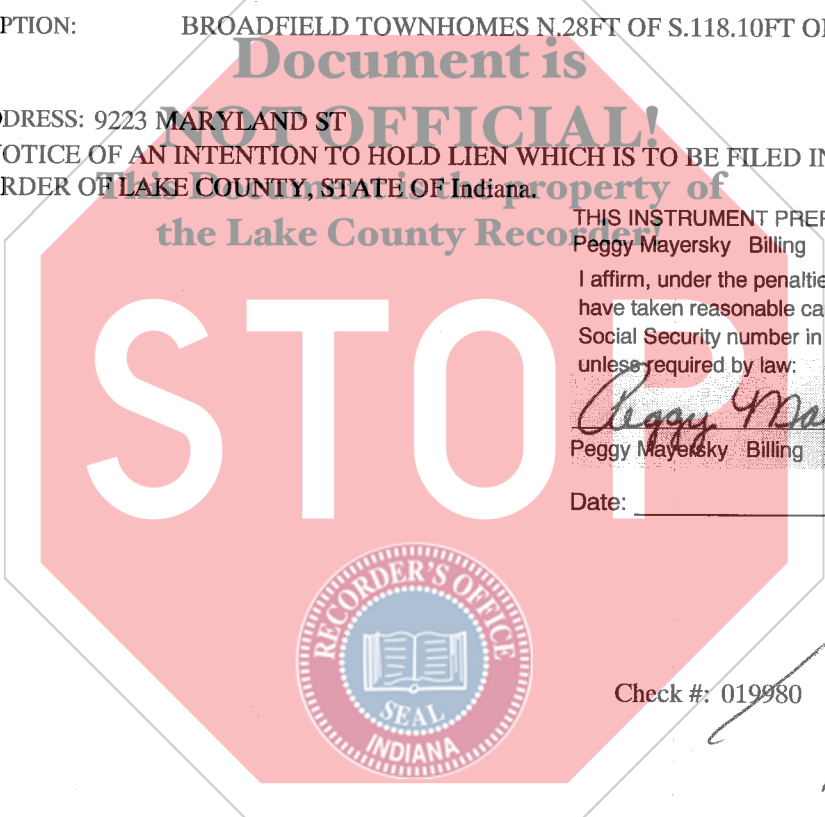 PTION: BROADFIELD TOWNHOMES N.28FT OF S.118.10FT OF
Document is
DDRESS: 9223 MARYLAND ST
NOT OFFICIAL!
NOTICE OF AN INTENTION TO HOLD LIEN WHICH IS TO BE FILED IN
RDER OF LAKE COUNTY, STATE OF Indiana.
This Document is the property of
the Lake County Recorder!
THIS INSTRUMENT PREP
Peggy Mayersky Billing
I affirm, under the penaltie
have taken reasonable ca
Social Security number in
unless required by law:
STOP
Peggy Ma
Peggy Mayersky Billing
Date:
RECORDER'S OFFICE
SEAL
INDIANA
Check #: 019980